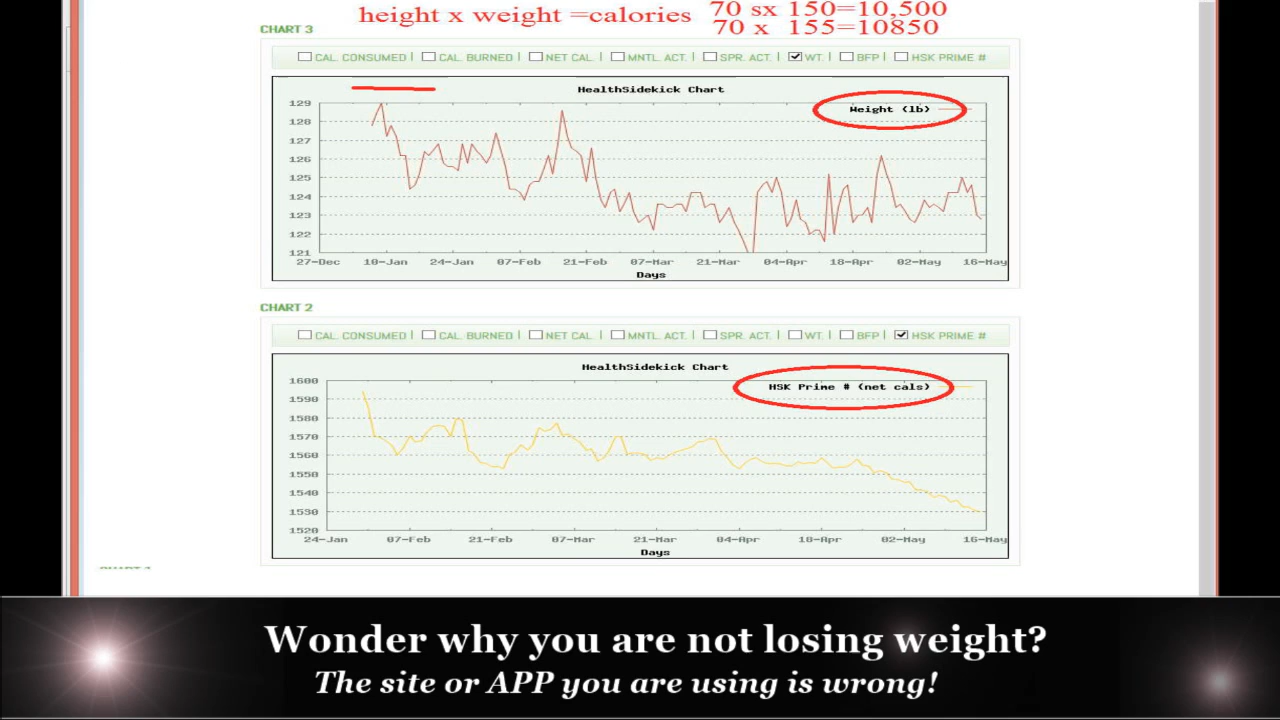 height x weight =calories 70 sx 150=10,500
70 x 155=10850
CHART 3
CAL. CONSUMED | CAL. BURNED | NET CAL. | MNTL. ACT. | SPR. ACT. | WT. | BFP | HSK PRIME #
HealthSidekick Chart
Weight (lb)
129
128
127
126
125
124
123
122
121
27-Dec 10-Jan 24-Jan 07-Feb 21-Feb 07-Mar 21-Mar 04-Apr 18-Apr 02-May 16-May
Days
CHART 2
CAL. CONSUMED | CAL. BURNED | NET CAL. | MNTL. ACT. | SPR. ACT. | WT. | BFP | HSK PRIME #
HealthSidekick Chart
HSK Prime # (net cals)
1600
1590
1580
1570
1560
1550
1540
1530
1520
24-Jan 07-Feb 21-Feb 07-Mar 21-Mar 04-Apr 18-Apr 02-May 16-May
Days
Wonder why you are not losing weight?
The site or APP you are using is wrong!